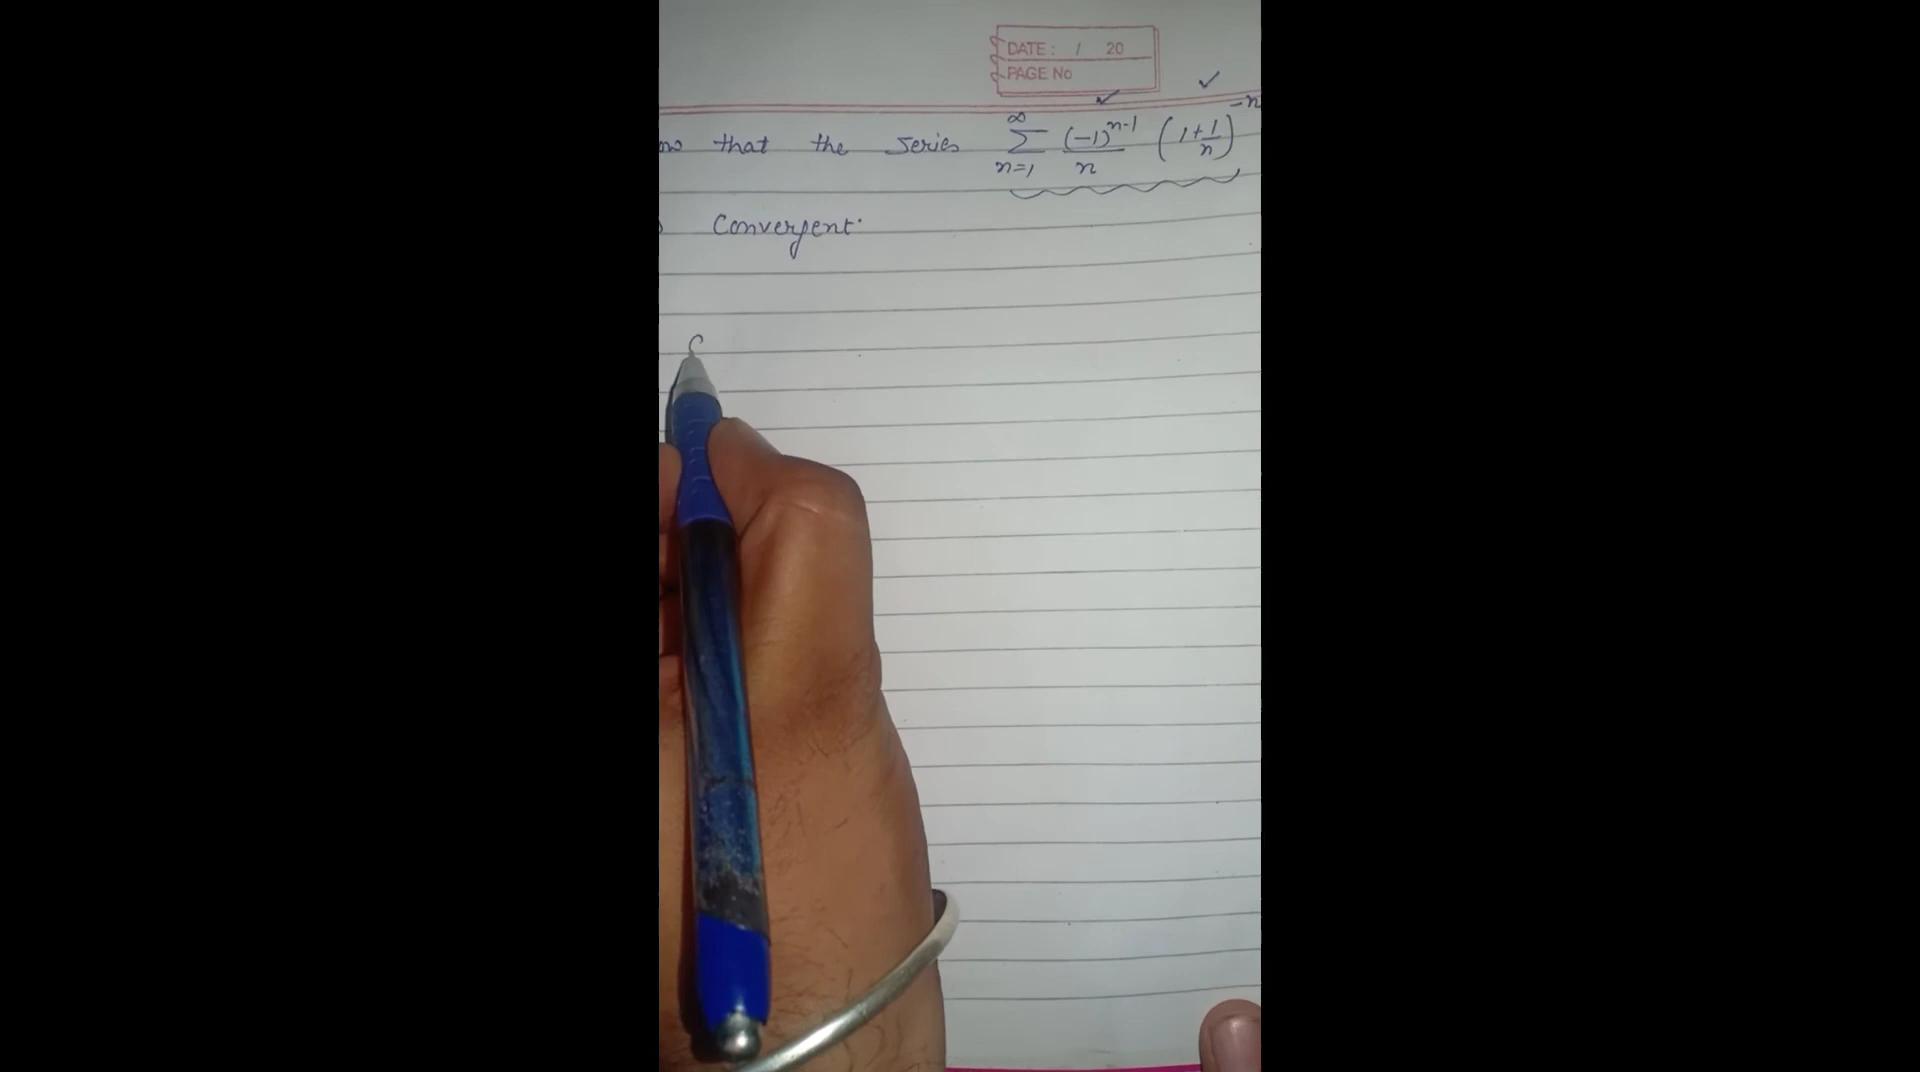 DATE: / 20
PAGE No
that the Series ∞ Σ n=1 (-1)^{n-1}/n (1+1/n)^{-n}
Convergent.